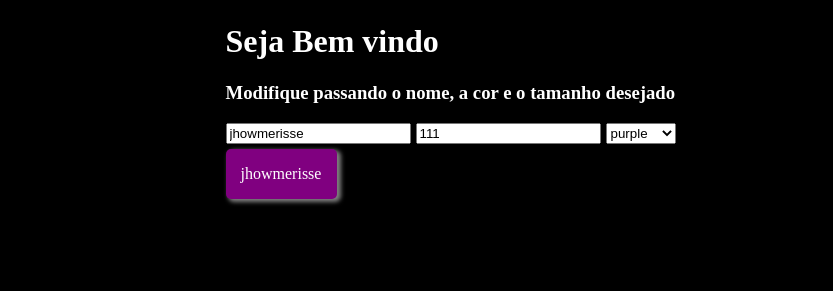 Seja Bem vindo
Modifique passando o nome, a cor e o tamanho desejado
jhowmerisse 111 purple
jhowmerisse